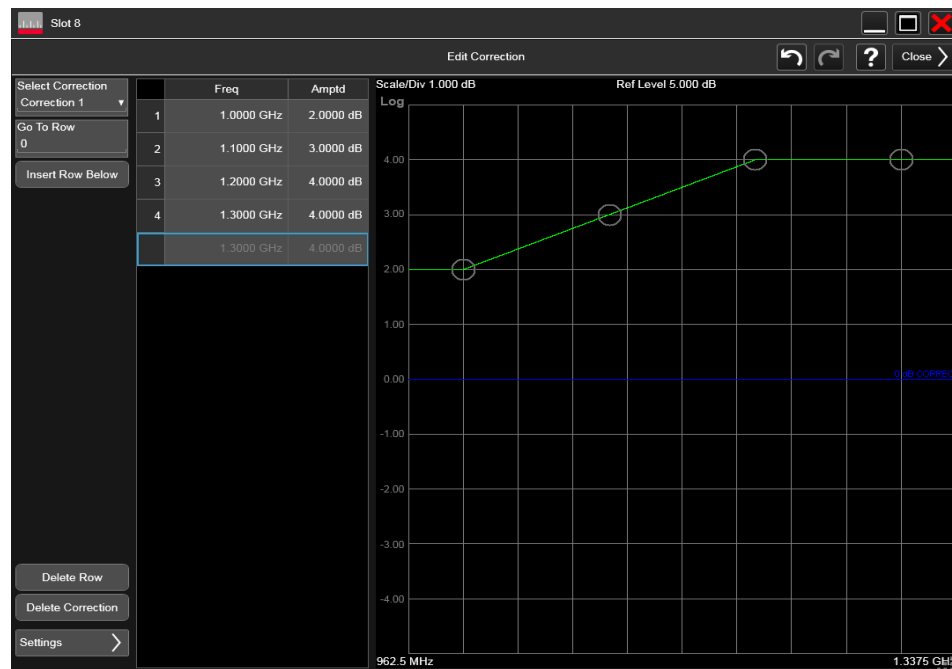 Slot 8
Edit Correction
?
Close
Select Correction
Correction 1
Go To Row
0
Insert Row Below
Freq Amptd
1 1.0000 GHz 2.0000 dB
2 1.1000 GHz 3.0000 dB
3 1.2000 GHz 4.0000 dB
4 1.3000 GHz 4.0000 dB
1.3000 GHz 4.0000 dB
Scale/Div 1.000 dB Ref Level 5.000 dB
Log
4.00
3.00
2.00
1.00
0.00
0 dB CORREC
-1.00
-2.00
-3.00
-4.00
962.5 MHz 1.3375 GH
Delete Row
Delete Correction
Settings